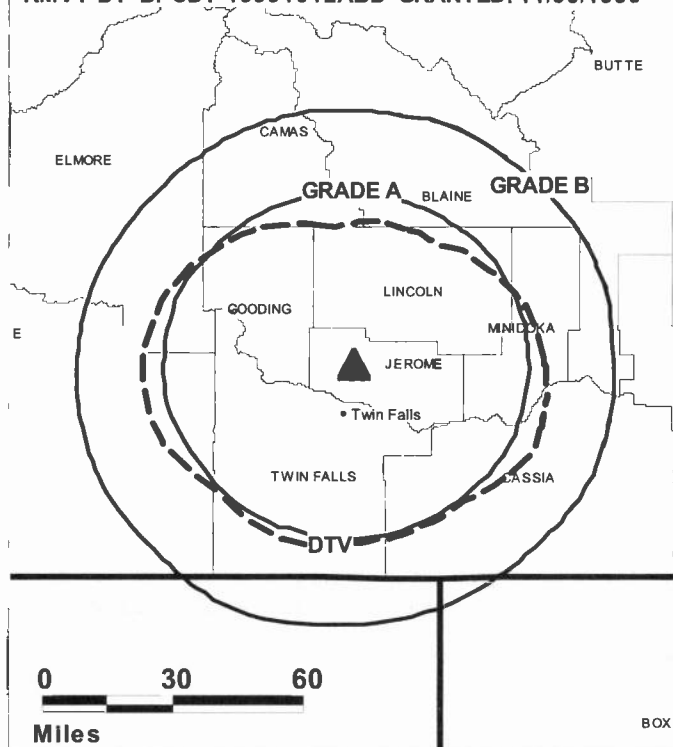 BUTTE
CAMAS
ELMORE
GRADE A
BLAINE
GRADE B
LINCOLN
GOODING
MINIDOKA
E
JEROME
Twin Falls
TWIN FALLS
CASSIA
DTV
0 30 60
Miles
BOX